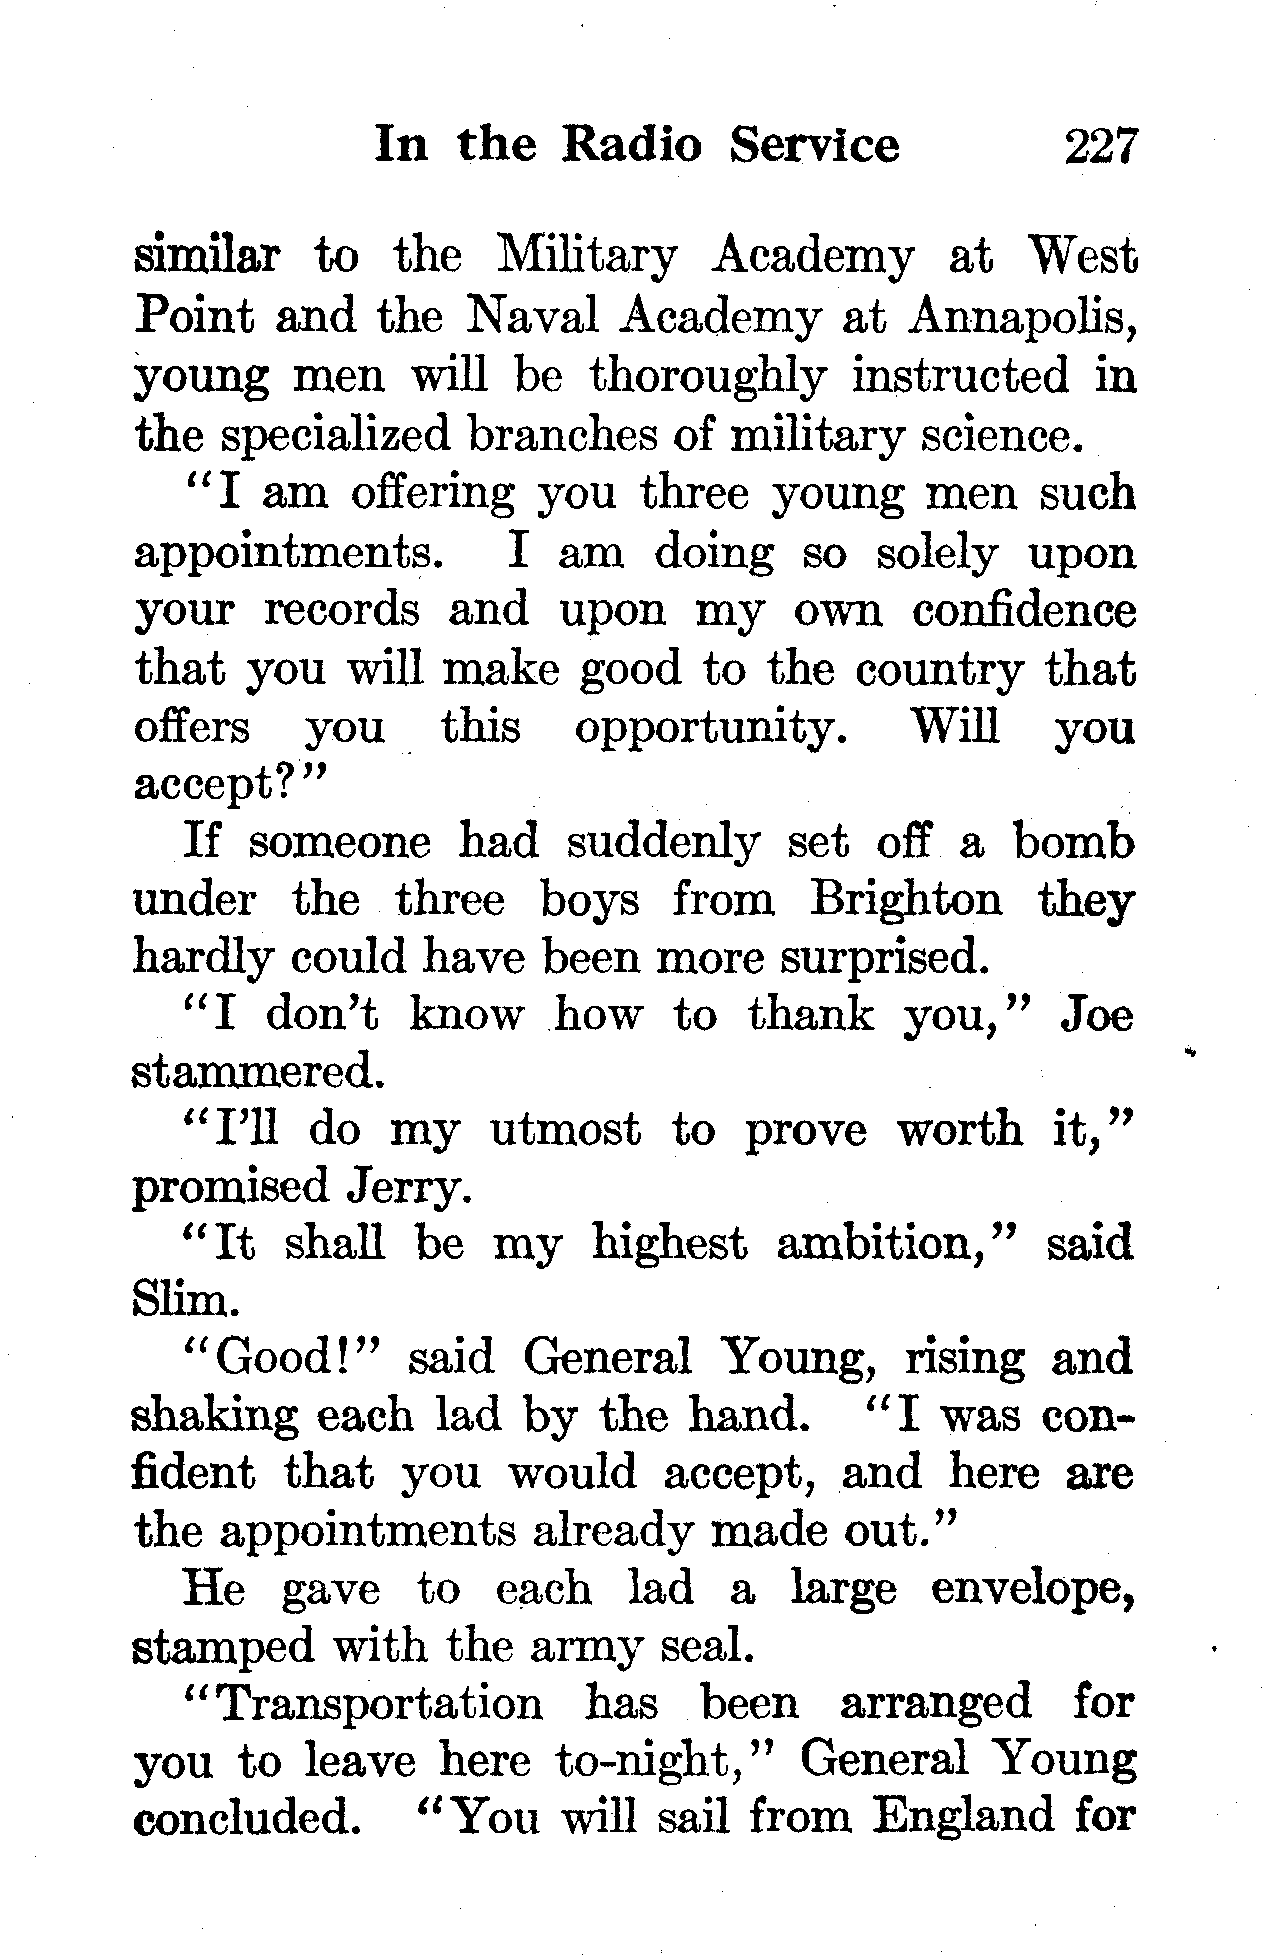 In the Radio Service 227
similar to the Military Academy at West
Point and the Naval Academy at Annapolis,
young men will be thoroughly instructed in
the specialized branches of military science.
"I am offering you three young men such
appointments. I am doing so solely upon
your records and upon my own confidence
that you will make good to the country that
offers you this opportunity. Will you
accept?"
If someone had suddenly set off a bomb
under the three boys from Brighton they
hardly could have been more surprised.
"I don't know how to thank you," Joe
stammered.
"I'll do my utmost to prove worth it,"
promised Jerry.
"It shall be my highest ambition," said
Slim.
"Good!" said General Young, rising and
shaking each lad by the hand. "I was con-
fident that you would accept, and here are
the appointments already made out."
He gave to each lad a large envelope,
stamped with the army seal.
"Transportation has been arranged for
you to leave here to-night," General Young
concluded. "You will sail from England for